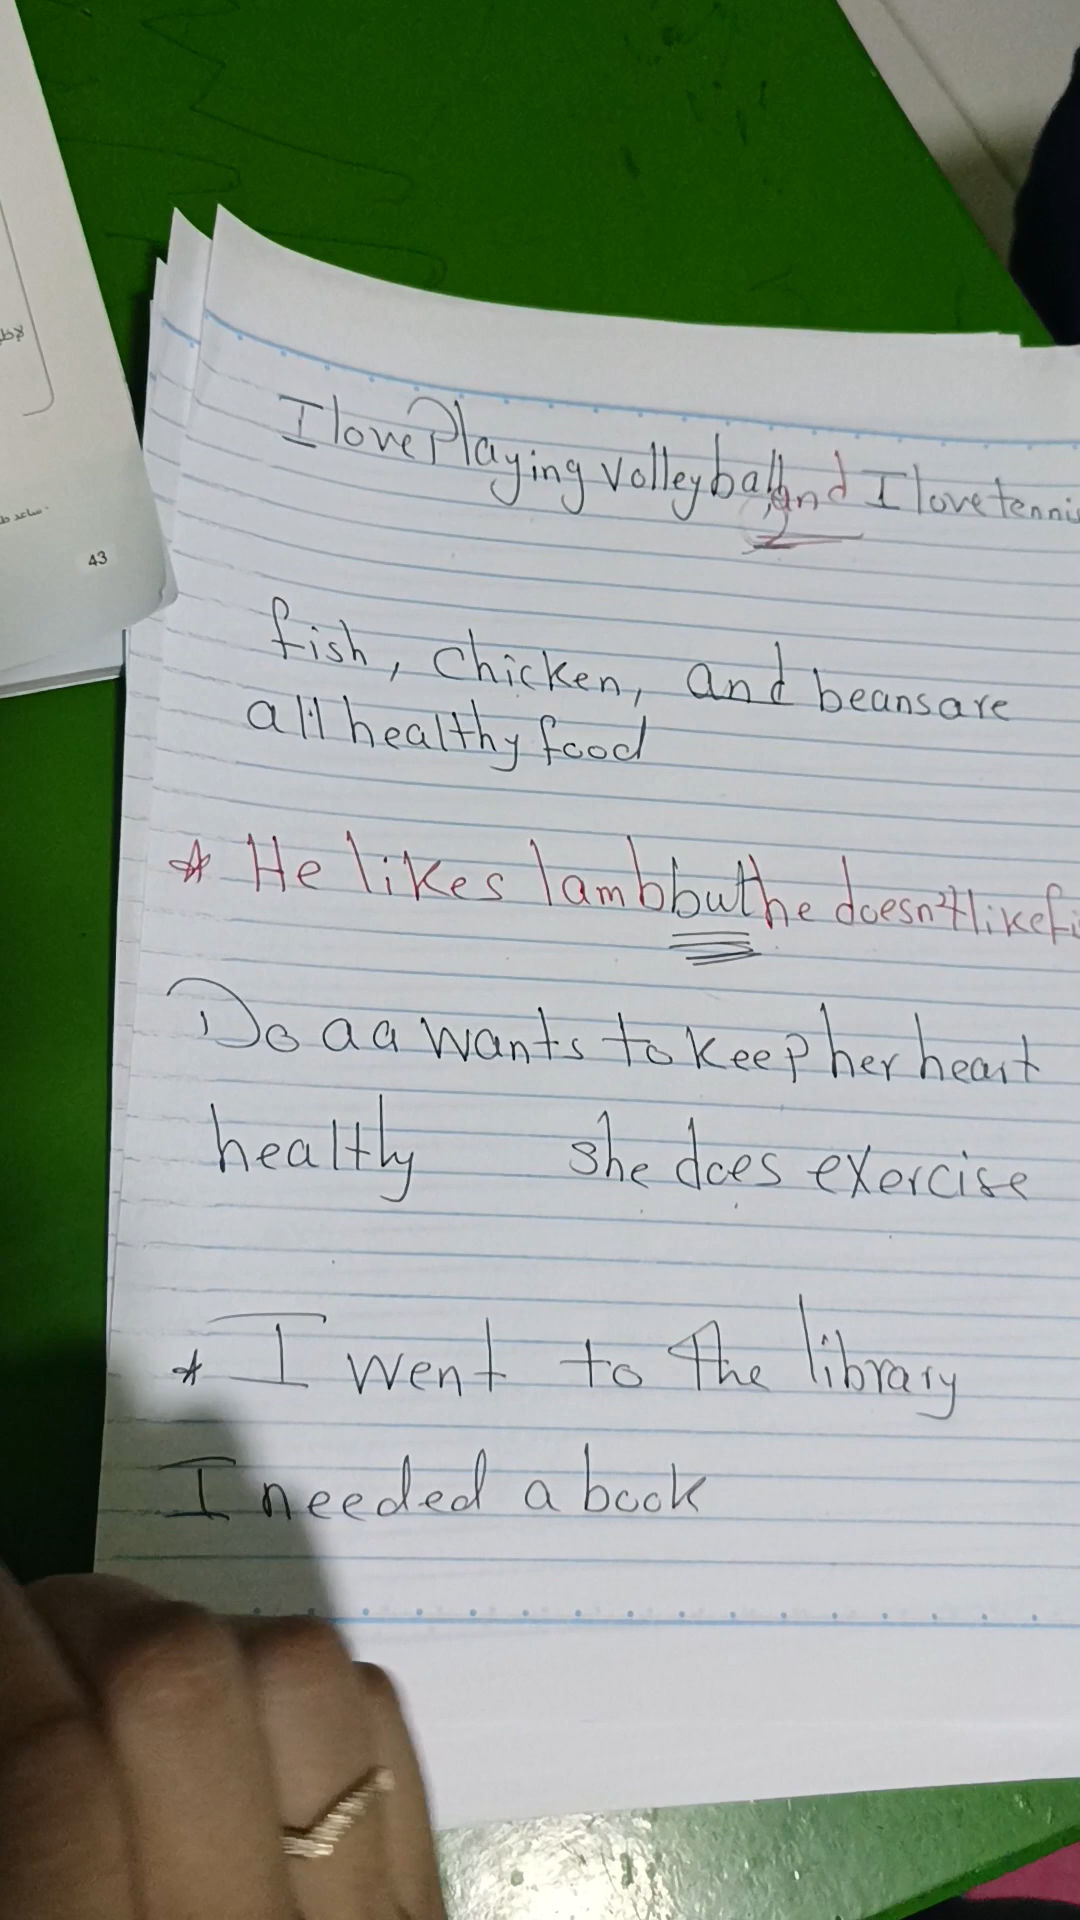 I love Playing volleyball, and I love tennis
fish, chicken, and beans are
all healthy food
* He likes lamb but he doesn't like
Doaa wants to keep her heart
healthy she does exercise
* I went to the library
I needed a book
43